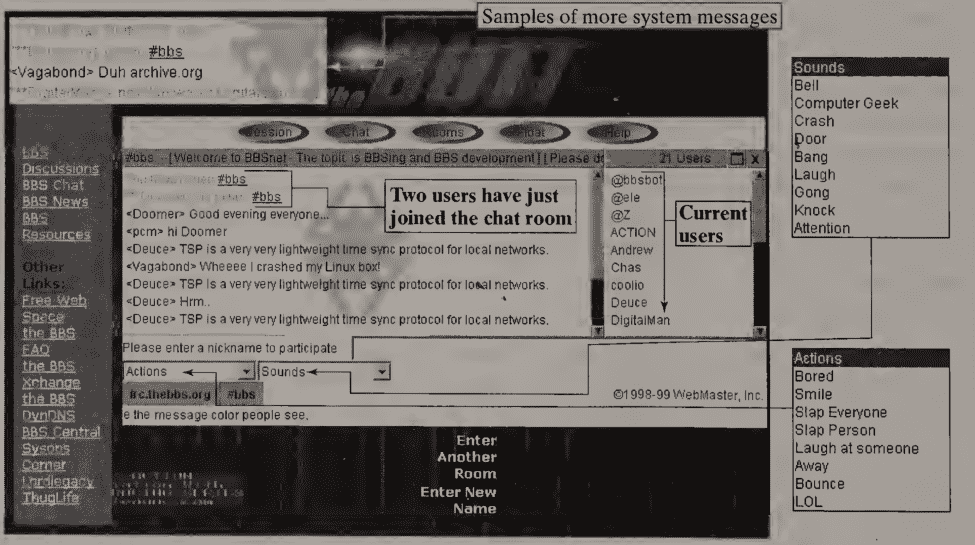 Samples of more system messages
#bbs
<Vagabond> Duh archive.org
the BBN
Session Chat Rooms Float Help
#bbs - [Welcome to BBSnet - The topic is BBSing and BBS development] [ Please dr
21 Users X
#bbs
#bbs
<Doomer> Good evening everyone...
<pcm> hi Doomer
<Deuce> TSP is a very very lightweight time sync protocol for local networks.
<Vagabond> Wheeee I crashed my Linux box!
<Deuce> TSP is a very very lightweight time sync protocol for local networks.
<Deuce> Hrm..
<Deuce> TSP is a very very lightweight time sync protocol for local networks.
Two users have just
joined the chat room
@bbsbot
@ele
@Z
ACTION
Andrew
Chas
coolio
Deuce
DigitalMan
Current
users
Please enter a nickname to participate
Actions
Sounds
irc.thebbs.org #bbs
©1998-99 WebMaster, Inc.
e the message color people see.
Enter
Another
Room
Enter New
Name
LBS
Discussions
BBS Chat
BBS News
BBS
Resources
Other
Links:
Free Web
Space
the BBS
FAQ
the BBS
Xchange
the BBS
DynDNS
BBS Central
Sysops
Corner
Lordlegacy
ThugLife
Sounds
Bell
Computer Geek
Crash
Door
Bang
Laugh
Gong
Knock
Attention
Actions
Bored
Smile
Slap Everyone
Slap Person
Laugh at someone
Away
Bounce
LOL